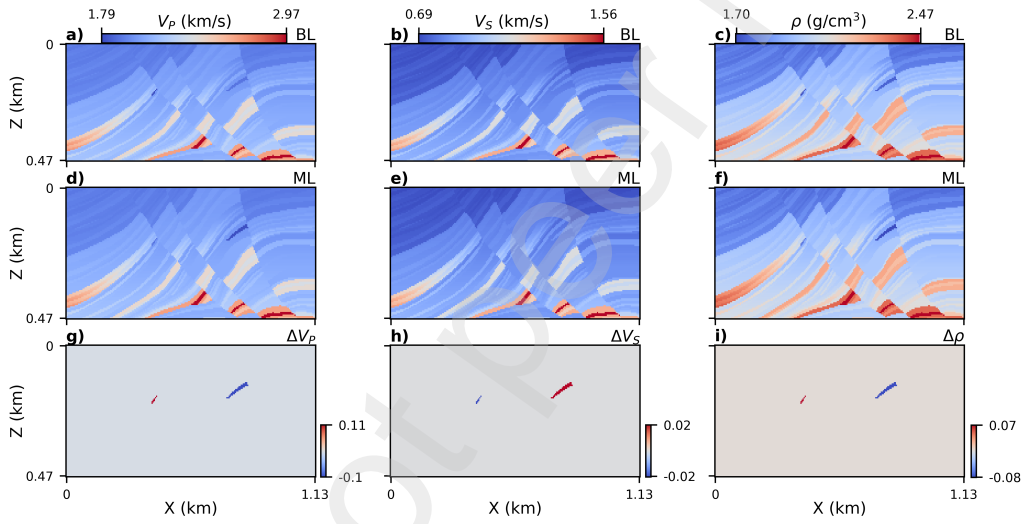 V_P (km/s) V_S (km/s) ρ (g/cm³)
1.79 2.97 0.69 1.56 1.70 2.47
a) BL b) BL c) BL
0
Z (km)
0.47
d) ML e) ML f) ML
0
Z (km)
0.47
g) ΔV_P h) ΔV_S i) Δρ
0
Z (km)
0.11 0.02 0.07
0.47 -0.1 -0.02 -0.08
0 1.13 0 1.13 0 1.13
X (km) X (km) X (km)
ot peer r